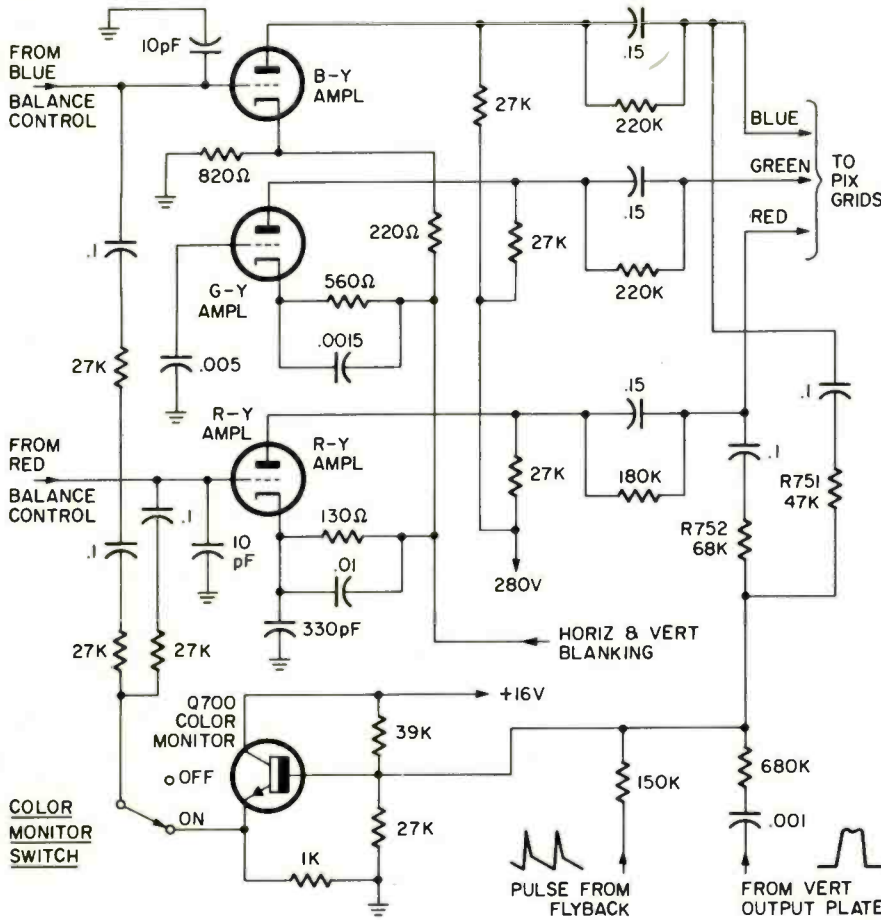 10pF
FROM
BLUE
BALANCE
CONTROL
B-Y
AMPL
.15
27K
220K
BLUE
820Ω
GREEN
TO
PIX
GRIDS
.15
RED
220Ω
27K
.1
560Ω
220K
G-Y
AMPL
.0015
27K
.005
.15
.1
R-Y
AMPL
R-Y
AMPL
FROM
RED
BALANCE
CONTROL
27K
180K
.1
R751
47K
.1
.1
10
pF
130Ω
R752
68K
.01
280V
330pF
27K
27K
HORIZ & VERT
BLANKING
Q700
COLOR
MONITOR
+16V
39K
OFF
150K
680K
COLOR
MONITOR
SWITCH
ON
27K
.001
1K
PULSE FROM
FLYBACK
FROM VERT
OUTPUT PLATE